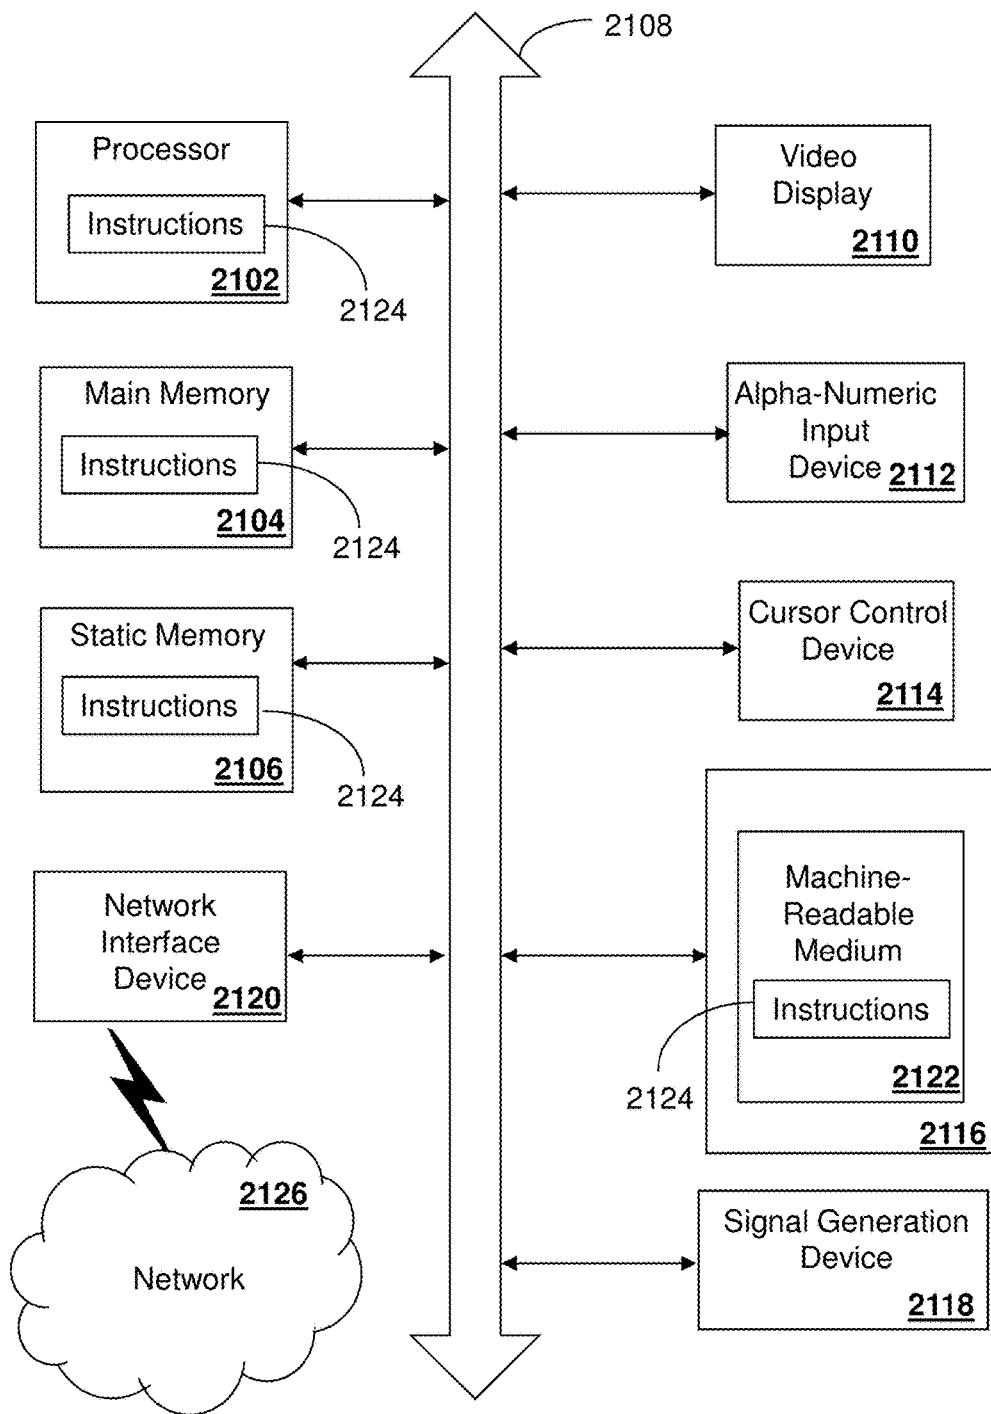 2108
Processor
Instructions
2102
2124
Main Memory
Instructions
2104
2124
Static Memory
Instructions
2106
2124
Network
Interface
Device
2120
2126
Network
Video
Display
2110
Alpha-Numeric
Input
Device
2112
Cursor Control
Device
2114
Machine-
Readable
Medium
Instructions
2124
2122
2116
Signal Generation
Device
2118